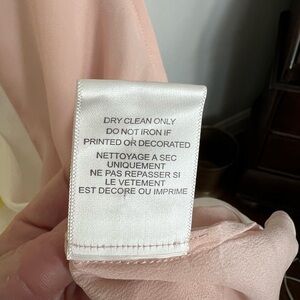 DRY CLEAN ONLY
DO NOT IRON IF
PRINTED OR DECORATED
NETTOYAGE A SEC
UNIQUEMENT
NE PAS REPASSER SI
LE VETEMENT
EST DECORE OU IMPRIME